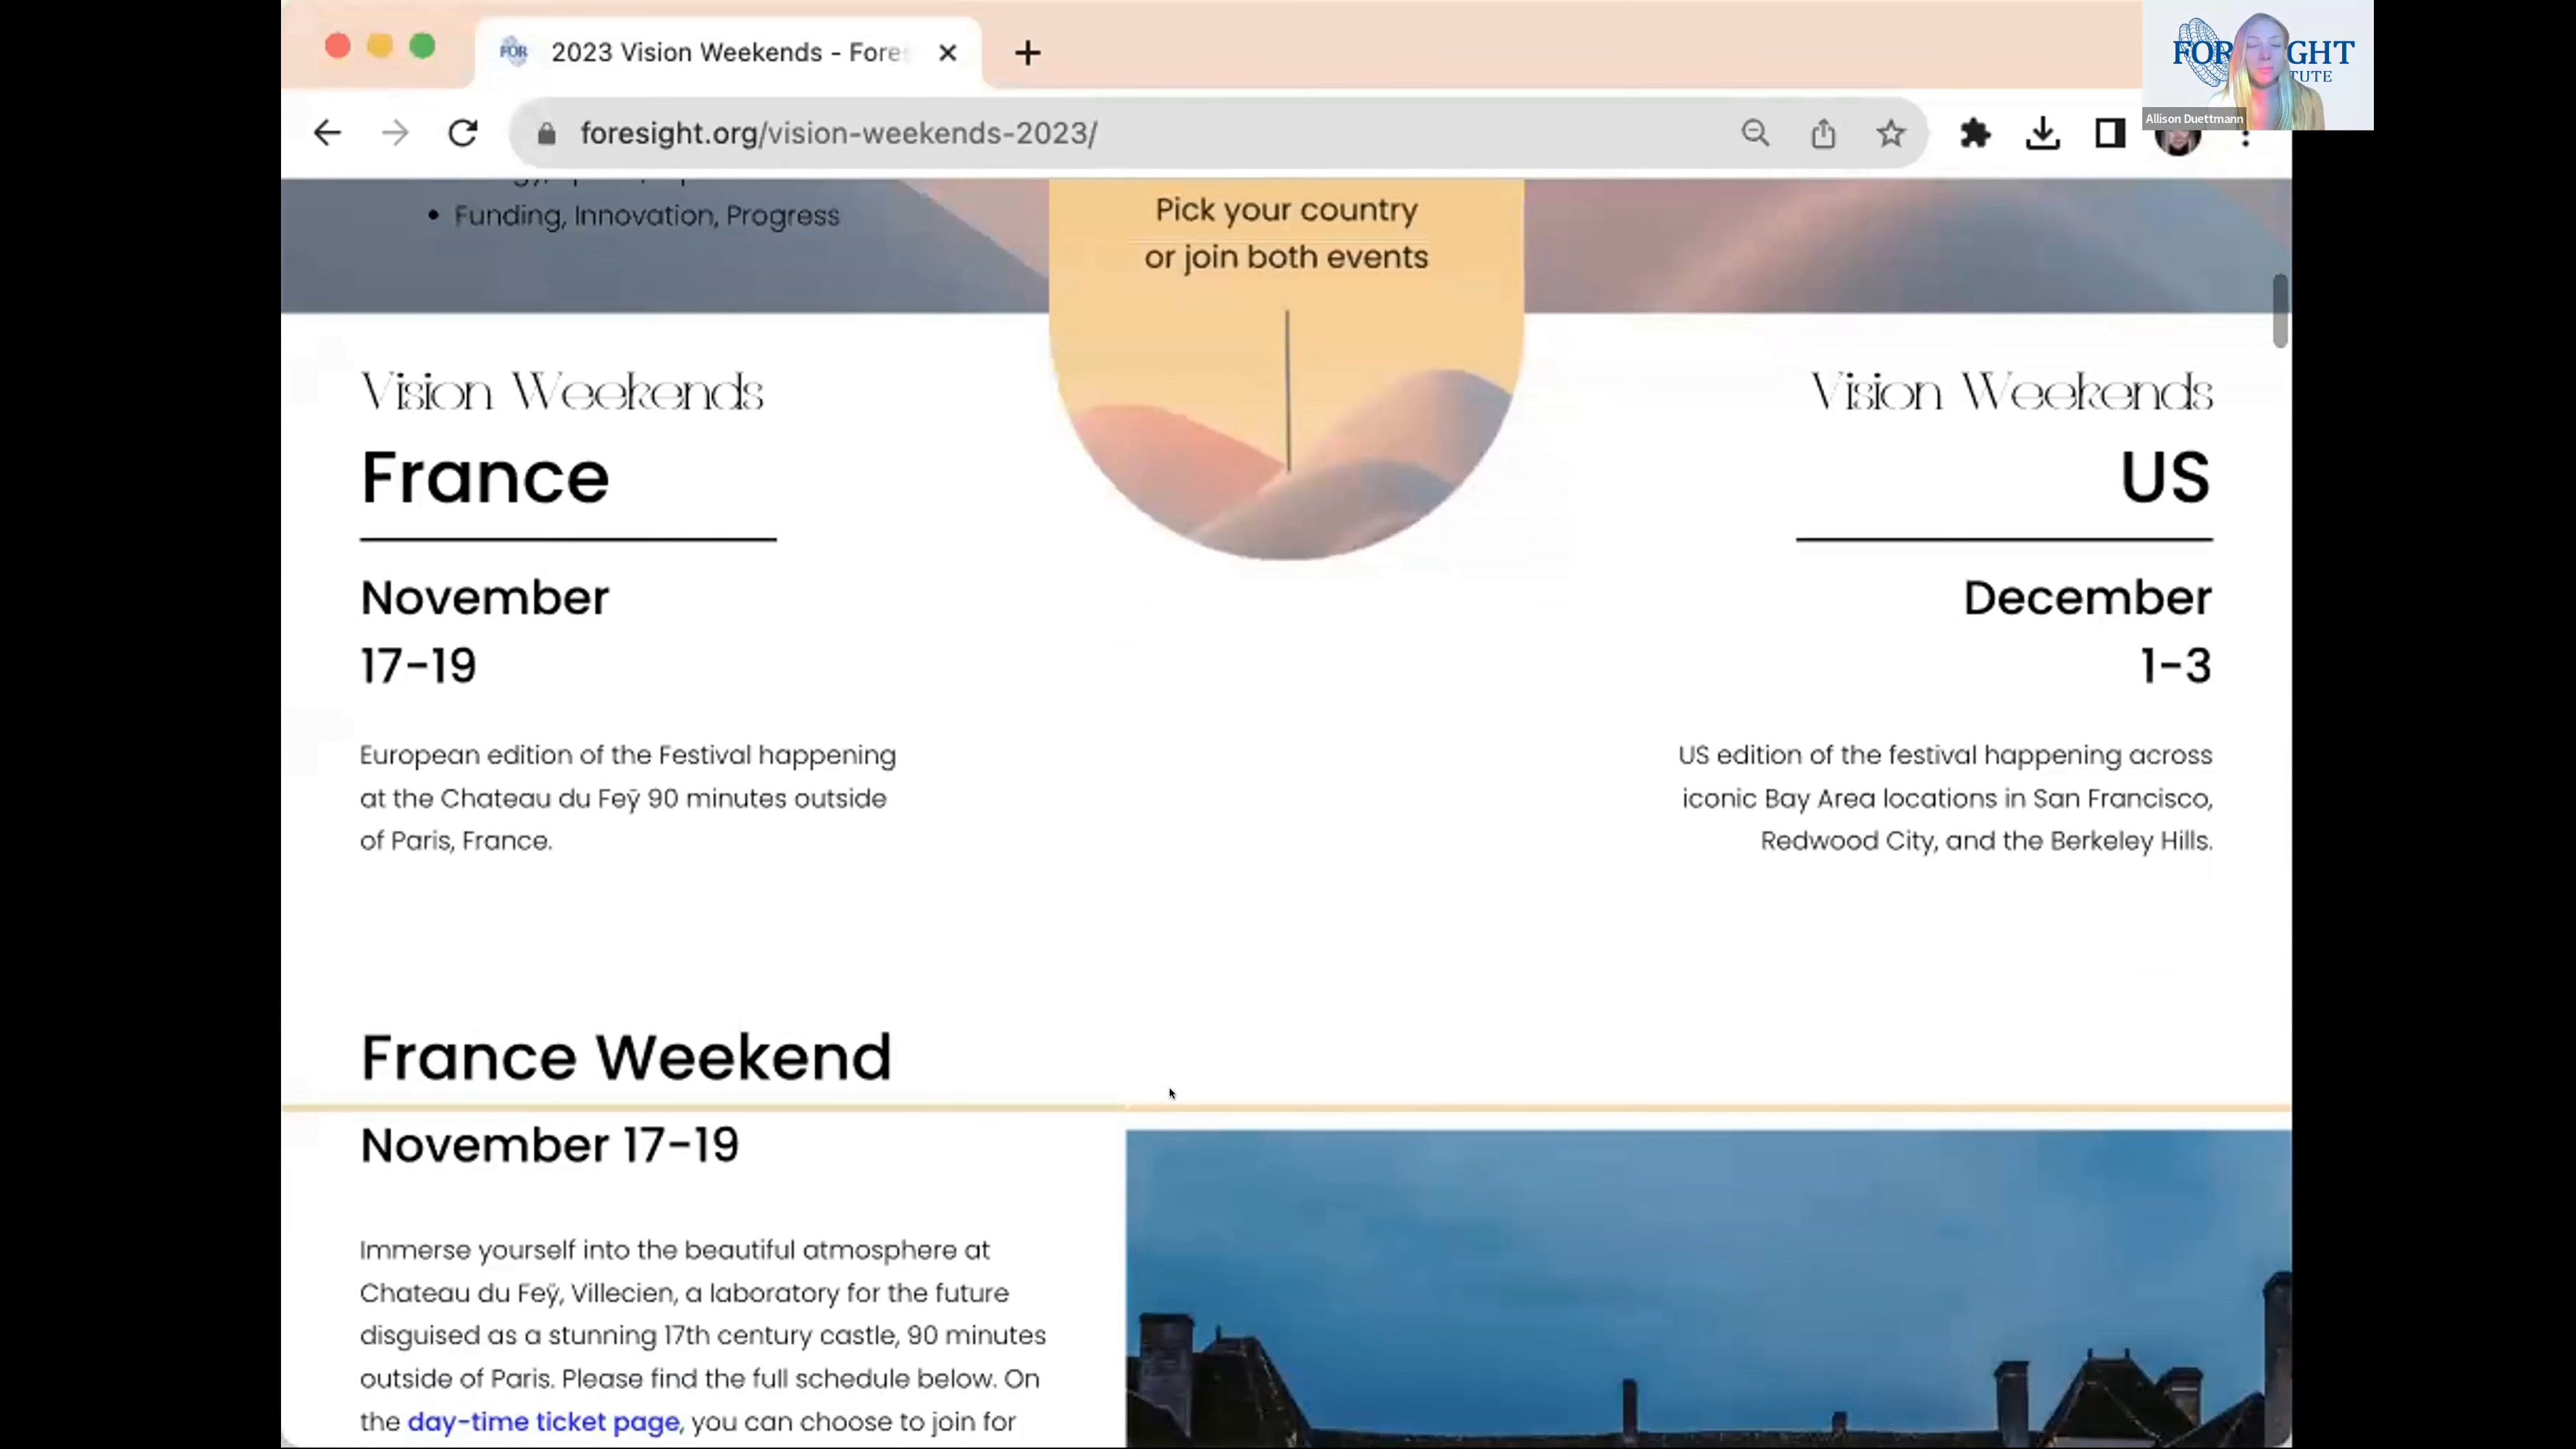 2023 Vision Weekends - Fore
foresight.org/vision-weekends-2023/
FOR GHT
TUTE
Allison Duettmann
Funding, Innovation, Progress
Pick your country
or join both events
Vision Weekends
France
November
17-19
European edition of the Festival happening
at the Chateau du Feÿ 90 minutes outside
of Paris, France.
Vision Weekends
US
December
1-3
US edition of the festival happening across
iconic Bay Area locations in San Francisco,
Redwood City, and the Berkeley Hills.
France Weekend
November 17-19
Immerse yourself into the beautiful atmosphere at
Chateau du Feÿ, Villecien, a laboratory for the future
disguised as a stunning 17th century castle, 90 minutes
outside of Paris. Please find the full schedule below. On
the day-time ticket page, you can choose to join for